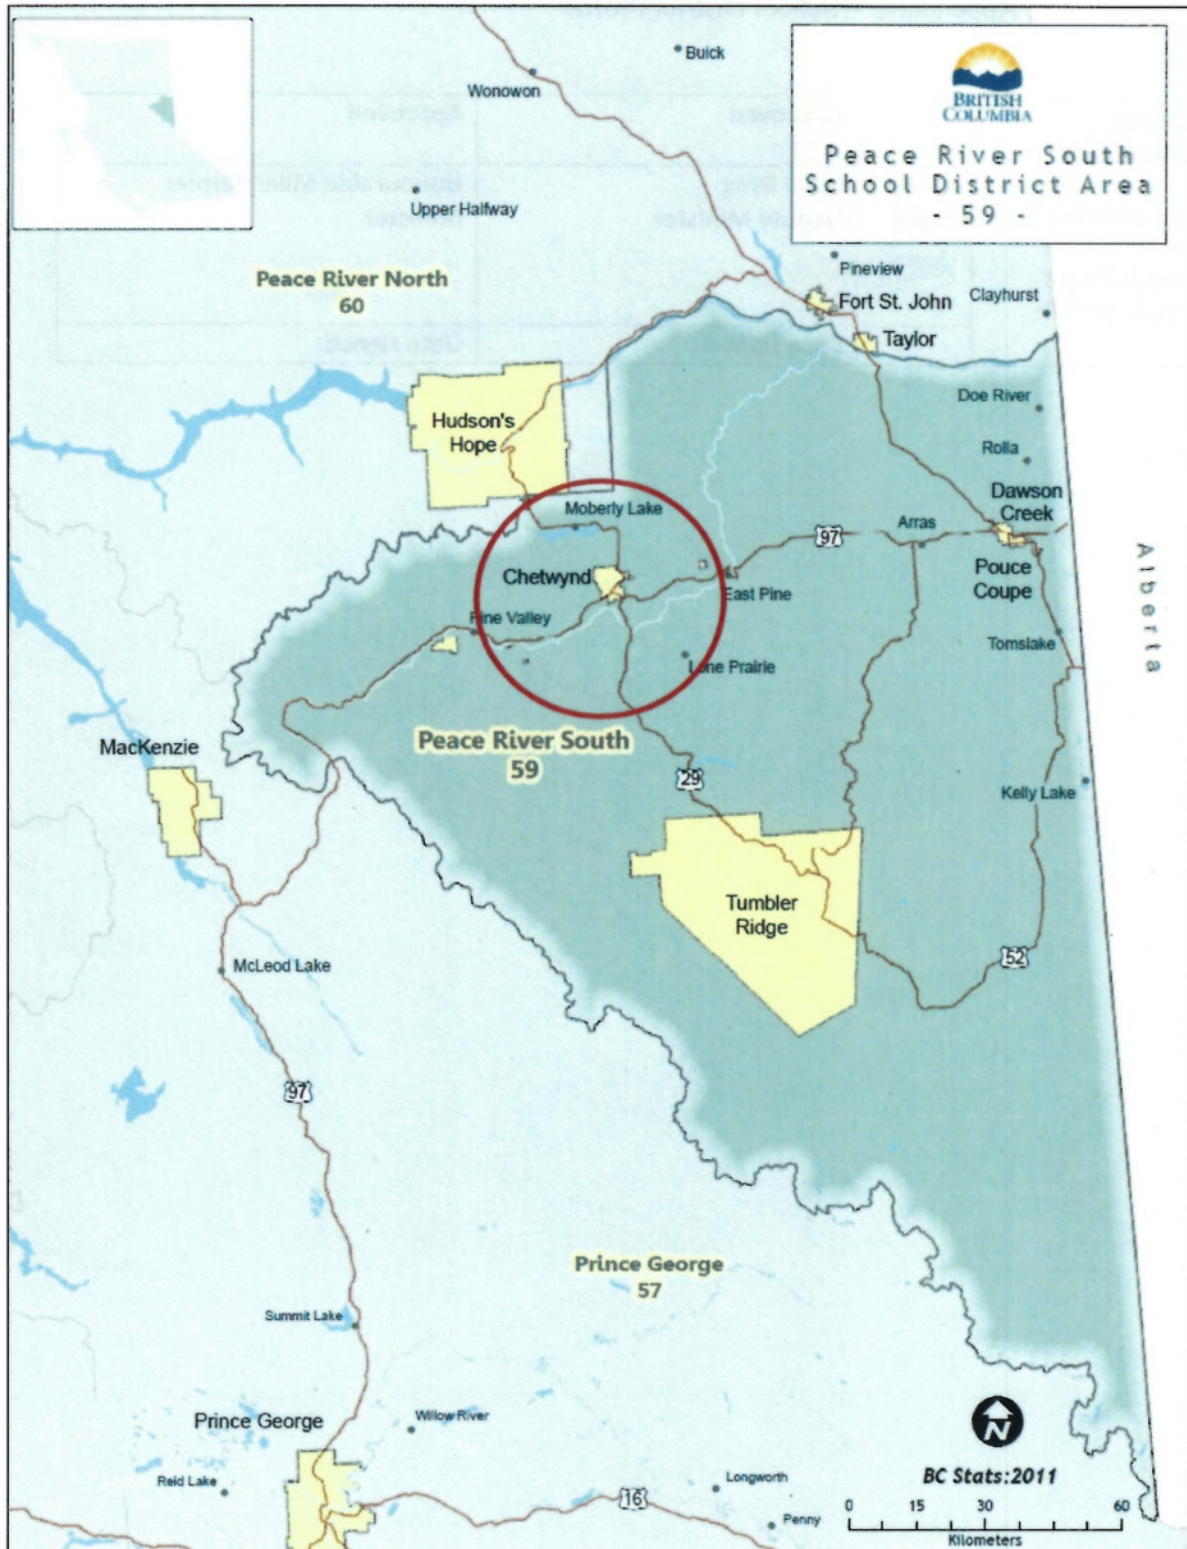 Buick
Wonowon
BRITISH
COLUMBIA
Peace River South
School District Area
- 59 -
Approved
Upper Halfway
Deputy Minister
Peace River North
60
Pineview
Fort St. John
Clayhurst
Taylor
Hudson's
Hope
Doe River
Rolla
Dawson
Creek
Moberly Lake
97
Arras
Chetwynd
Pouce
Coupe
East Pine
Pine Valley
Tomslake
Lone Prairie
Alberta
Peace River South
59
MacKenzie
29
Kelly Lake
Tumbler
Ridge
McLeod Lake
52
97
Prince George
57
Summit Lake
Prince George
Willow River
N
Reid Lake
Longworth
BC Stats:2011
16
Penny
0 15 30 60
Kilometers